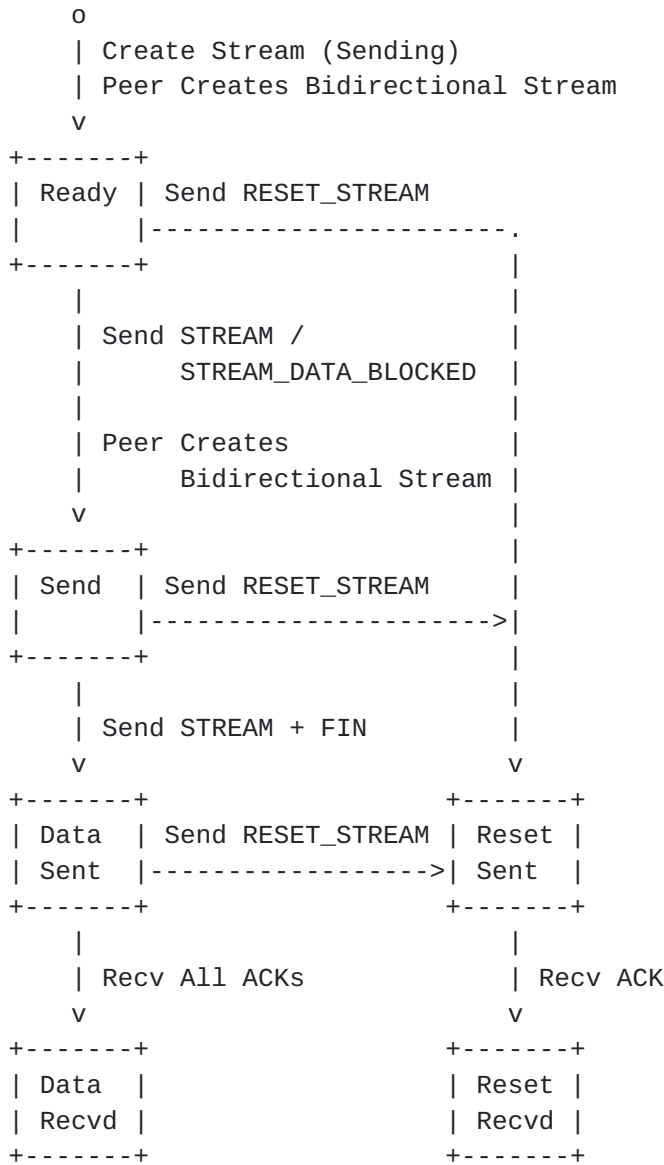 o
| Create Stream (Sending)
| Peer Creates Bidirectional Stream
v
+-------+
| Ready | Send RESET_STREAM
|       |-----------------------.
+-------+                       |
    |                           |
    | Send STREAM /             |
    |      STREAM_DATA_BLOCKED  |
    |                           |
    | Peer Creates              |
    |      Bidirectional Stream |
    v                           |
+-------+                       |
| Send  | Send RESET_STREAM     |
|       |---------------------->|
+-------+                       |
    |                           |
    | Send STREAM + FIN         |
    v                           v
+-------+                   +-------+
| Data  | Send RESET_STREAM | Reset |
| Sent  |------------------>| Sent  |
+-------+                   +-------+
    |                           |
    | Recv All ACKs             | Recv ACK
    v                           v
+-------+                   +-------+
| Data  |                   | Reset |
| Recvd |                   | Recvd |
+-------+                   +-------+